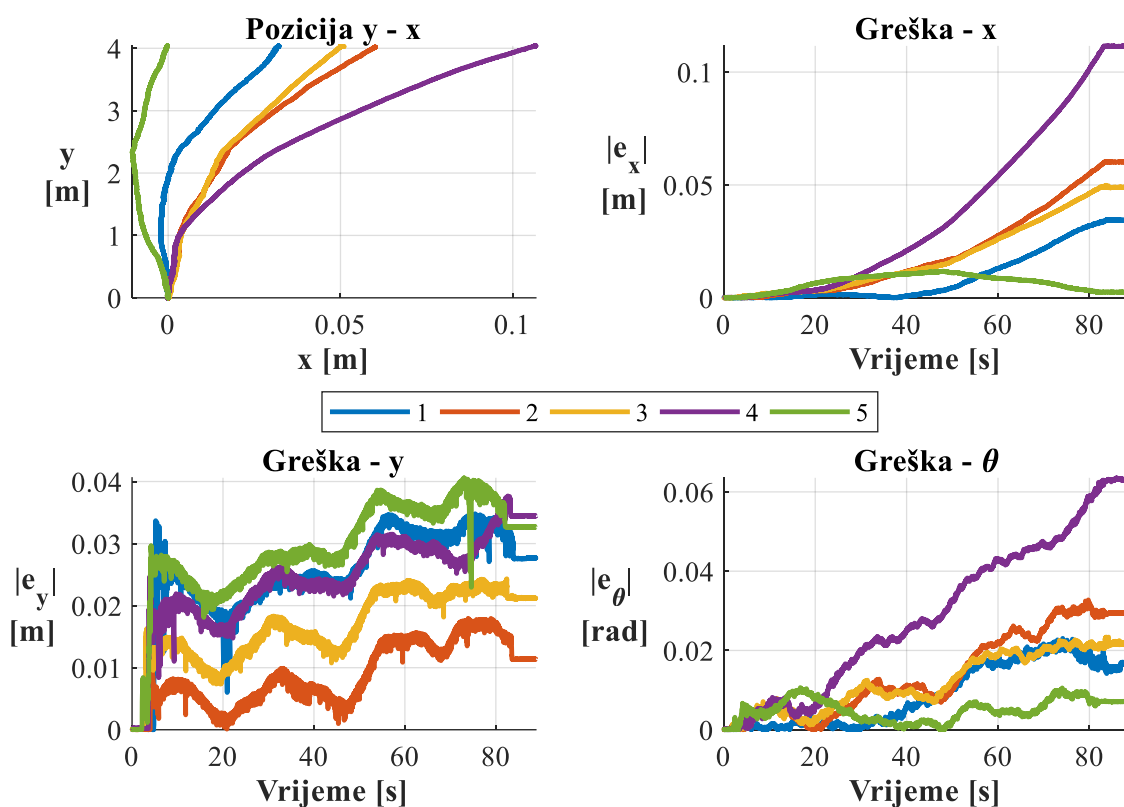 Pozicija y - x
4
3
y
2
[m]
1
0
0
0.05
0.1
x [m]
Greška - x
0.1
|e_x|
0.05
[m]
0
0
20
40
60
80
Vrijeme [s]
1 2 3 4 5
Greška - y
0.04
0.03
|e_y|
0.02
[m]
0.01
0
0
20
40
60
80
Vrijeme [s]
Greška - θ
0.06
0.04
|e_θ|
[rad]
0.02
0
0
20
40
60
80
Vrijeme [s]